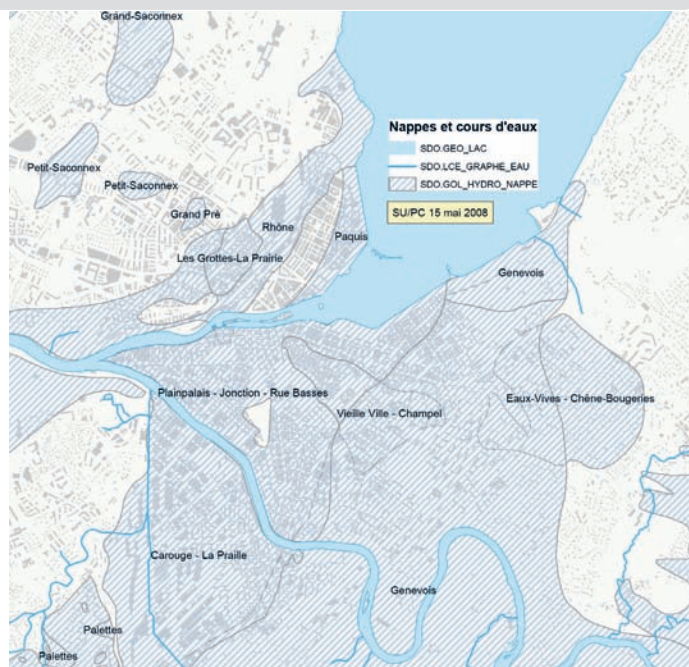 Grand-Saconnex
Nappes et cours d'eaux
SDO.GEO_LAC
SDO.LCE_GRAPHE_EAU
SDO.GOL_HYDRO_NAPPE
SU/PC 15 mai 2008
Petit-Saconnex
Petit-Saconnex
Grand Pré
Rhône
Paquis
Les Grottes-La Prairie
Genevois
Plainpalais - Jonction - Rue Basses
Vieille Ville - Champel
Eaux-Vives - Chêne-Bougeries
Carouge - La Praille
Genevois
Palettes
Palettes
Palettes